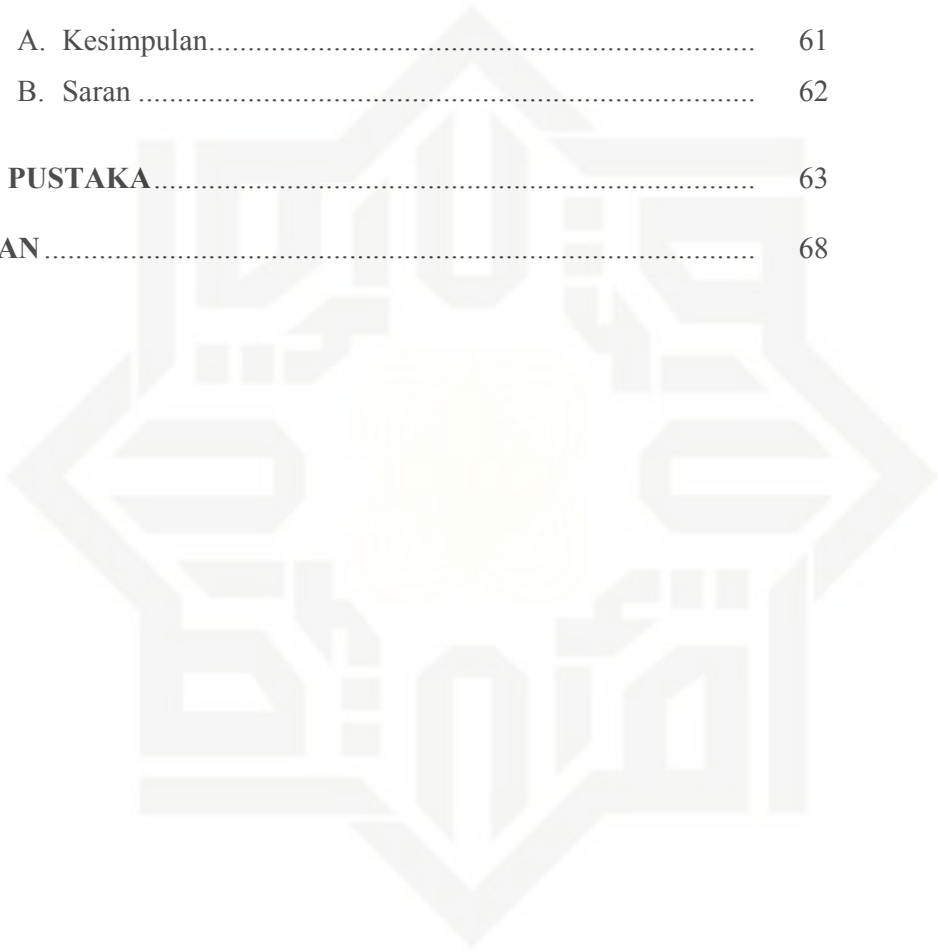 A. Kesimpulan.................................................................................. 61
B. Saran ............................................................................................ 62
PUSTAKA.......................................................................................... 63
AN.......................................................................................................... 68